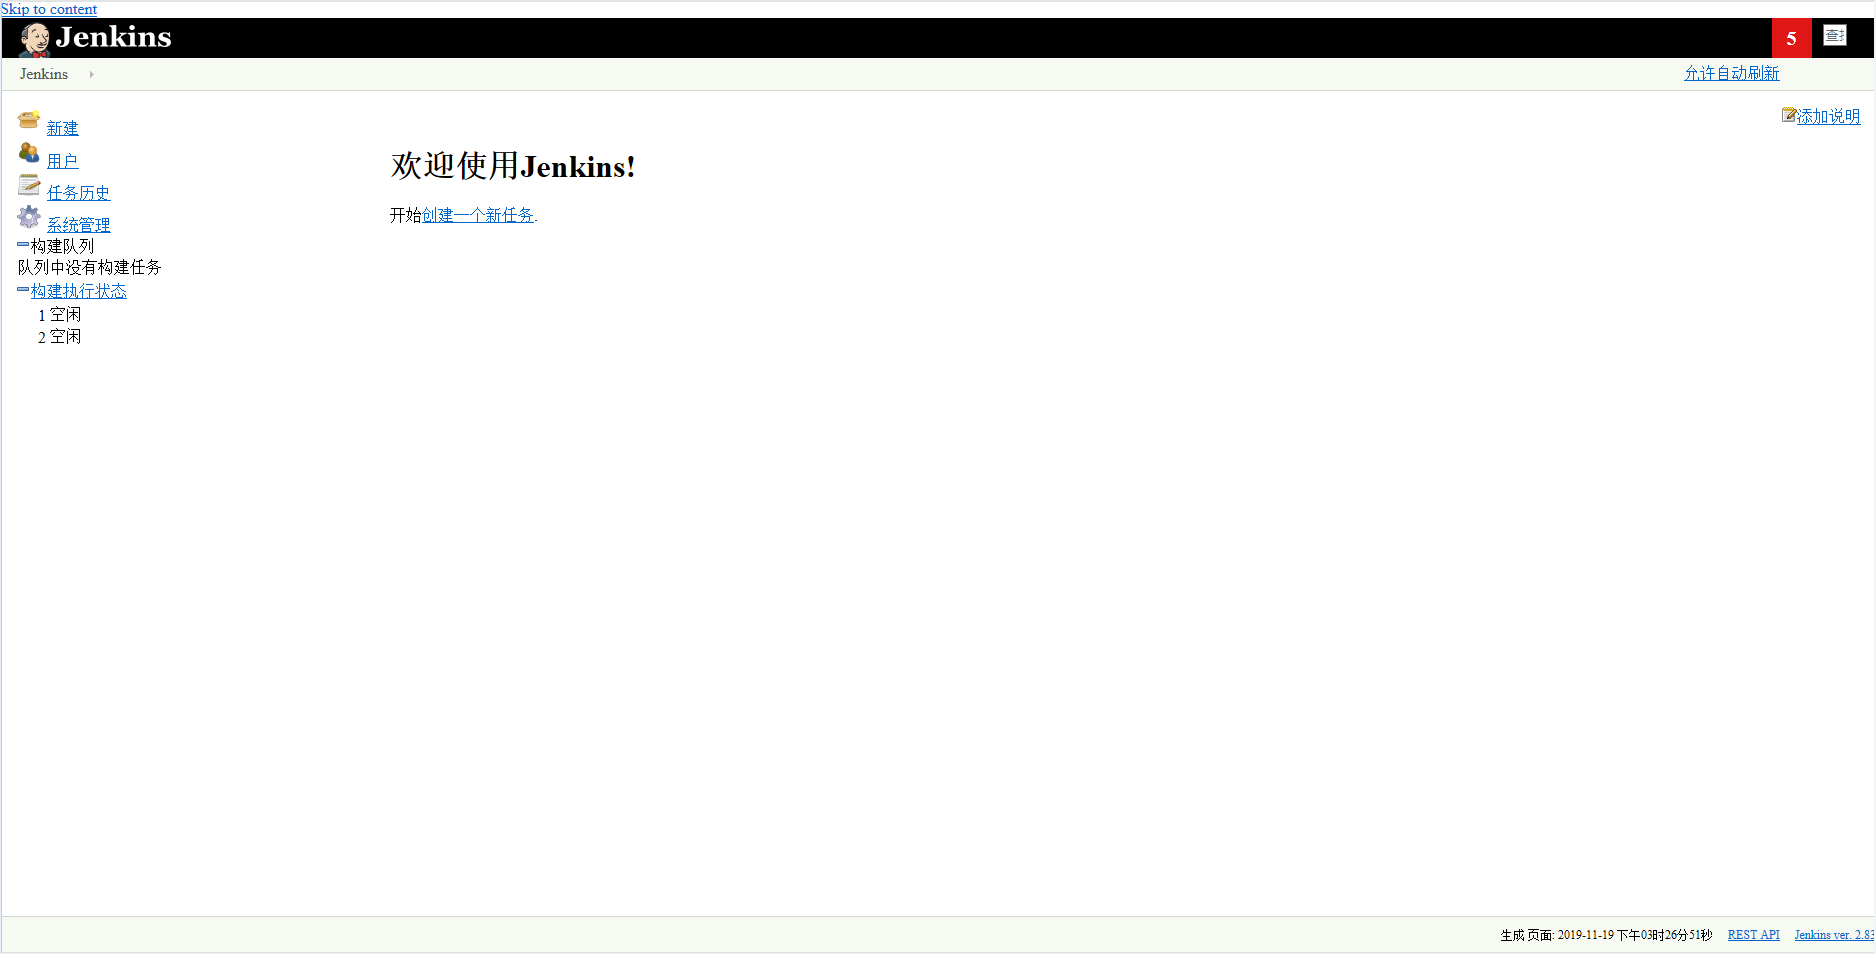 Skip to content
Jenkins
5
Jenkins
允许自动刷新
添加说明
新建
用户
任务历史
系统管理
构建队列
队列中没有构建任务
构建执行状态
1 空闲
2 空闲
欢迎使用Jenkins!
开始创建一个新任务.
生成 页面: 2019-11-19 下午03时26分51秒 REST API Jenkins ver. 2.83